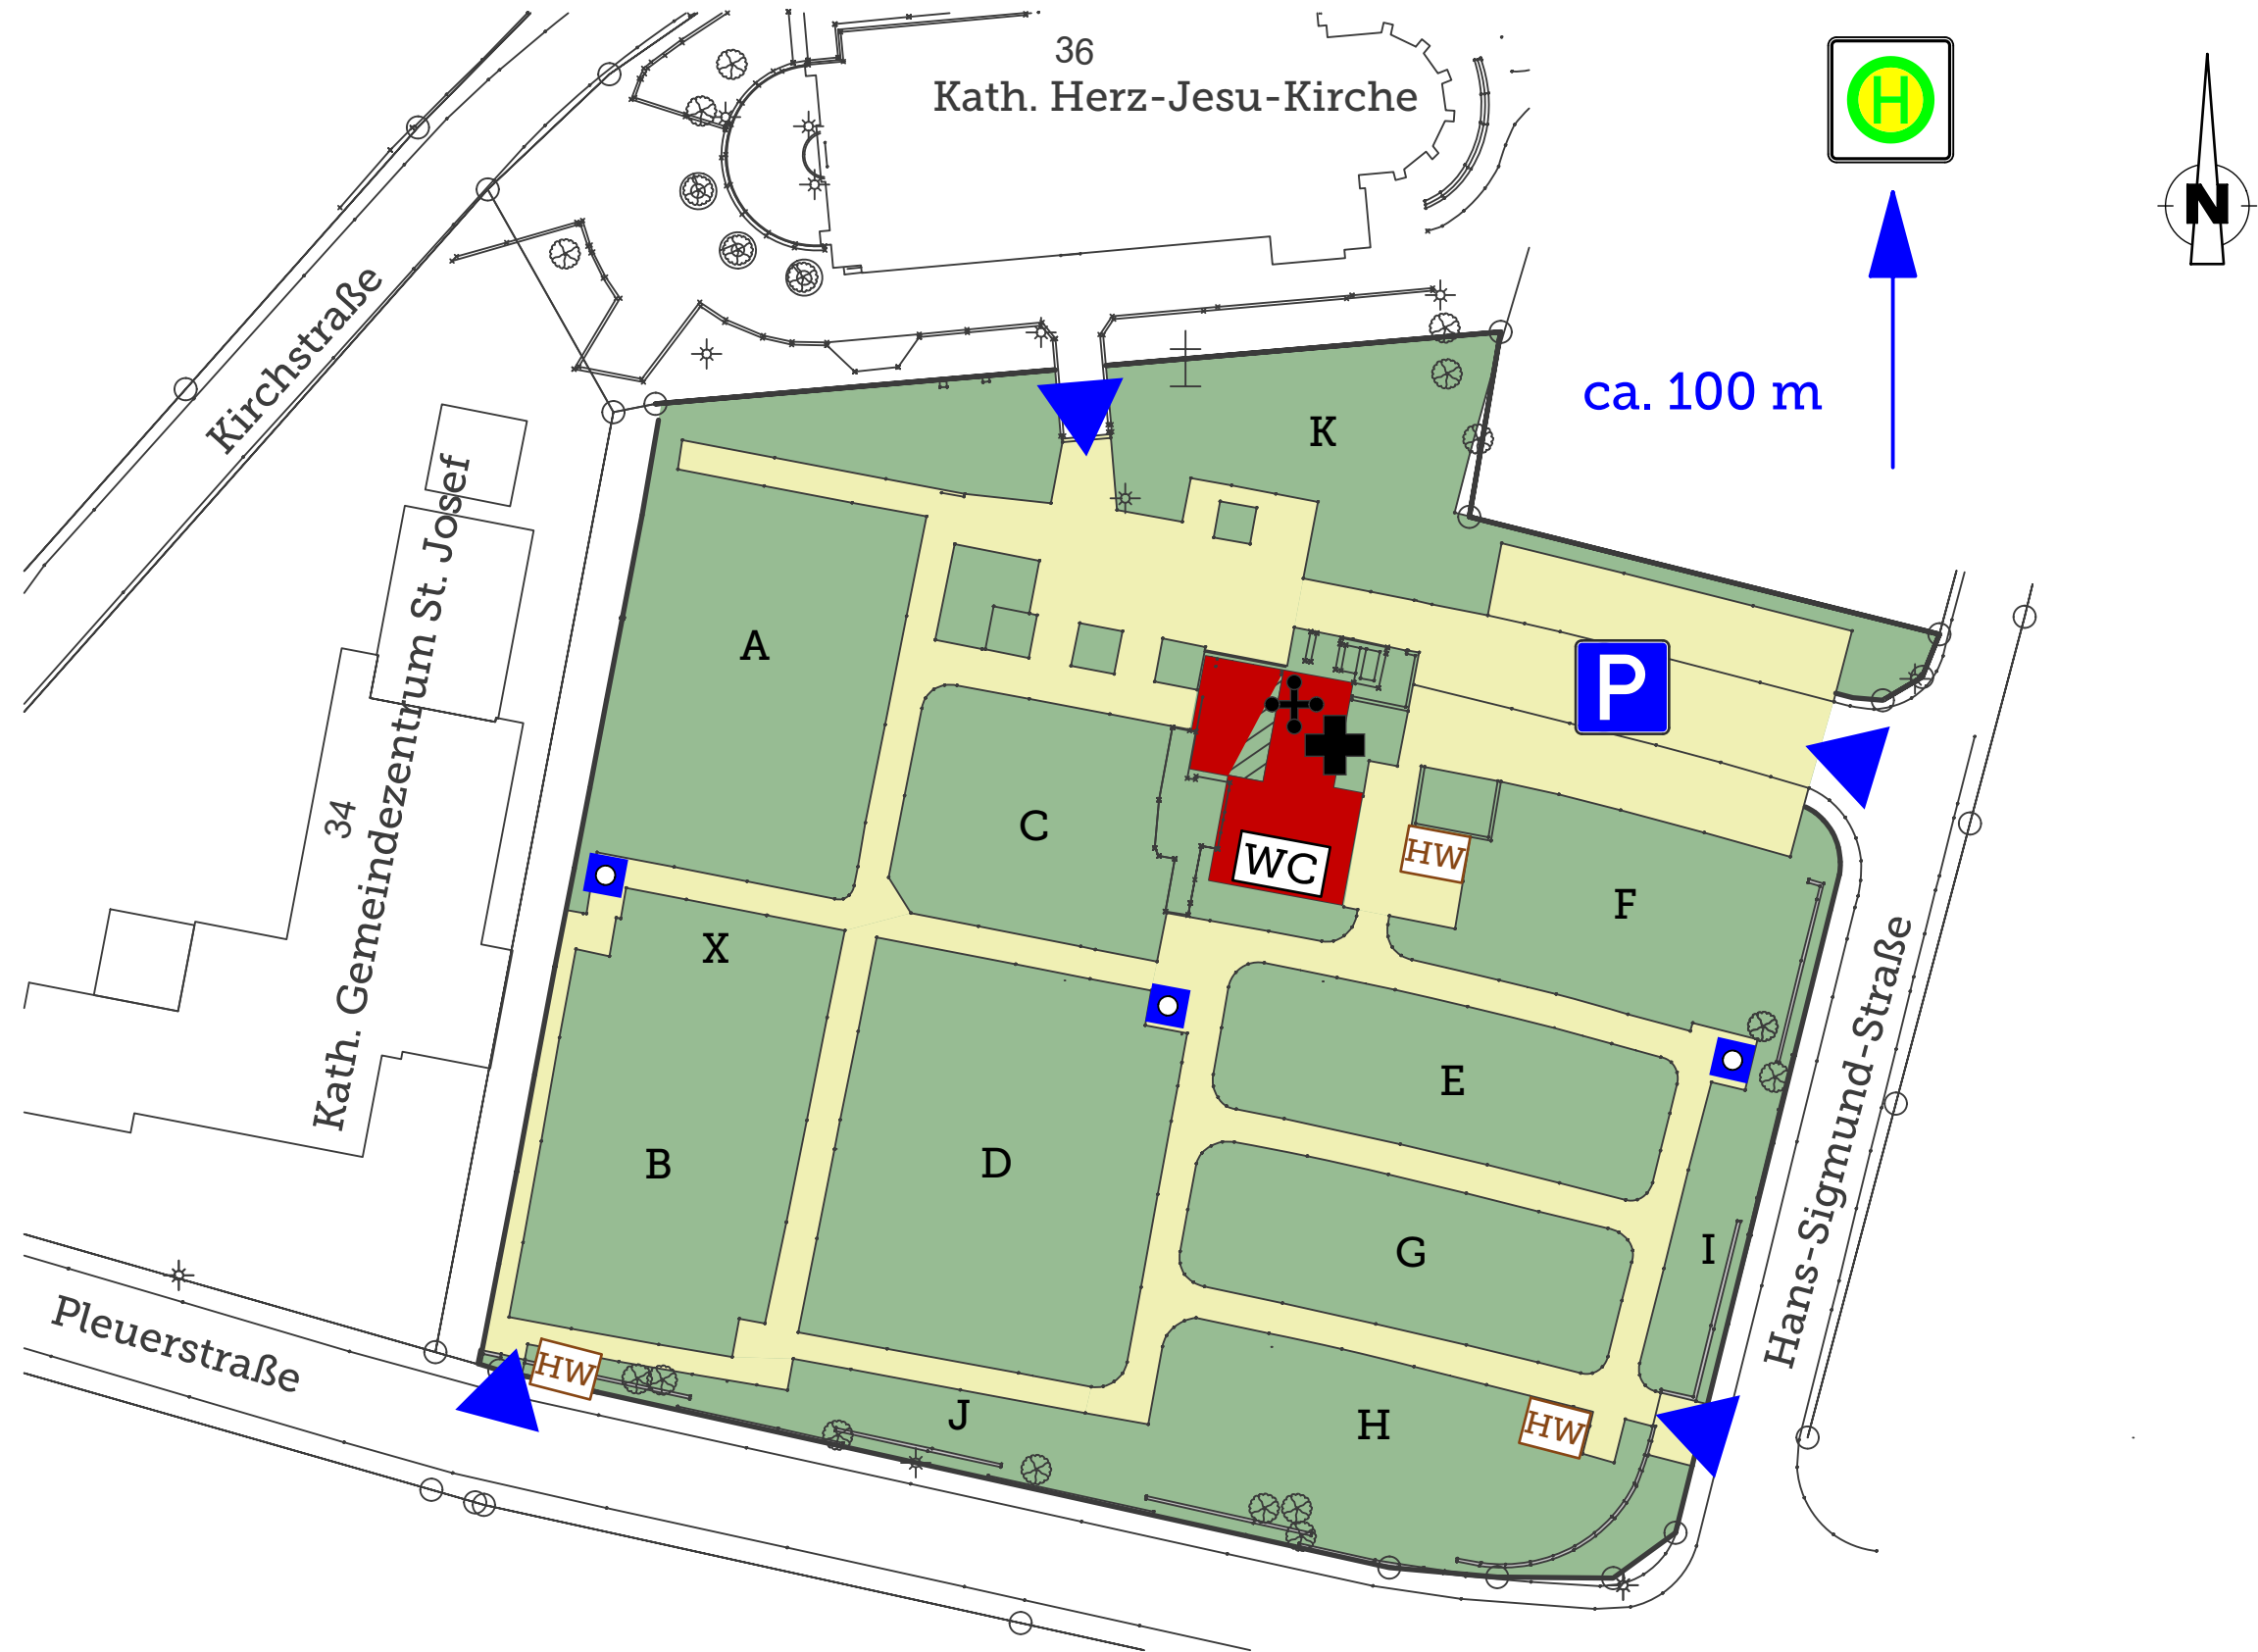 36
Kath. Herz-Jesu-Kirche
H
N
ca. 100 m
Kirchstraße
K
Kath. Gemeindezentrum St. Josef
34
A
P
C
WC
HW
F
X
E
B
D
G
I
Hans-Sigmund-Straße
Pleuerstraße
HW
J
H
HW